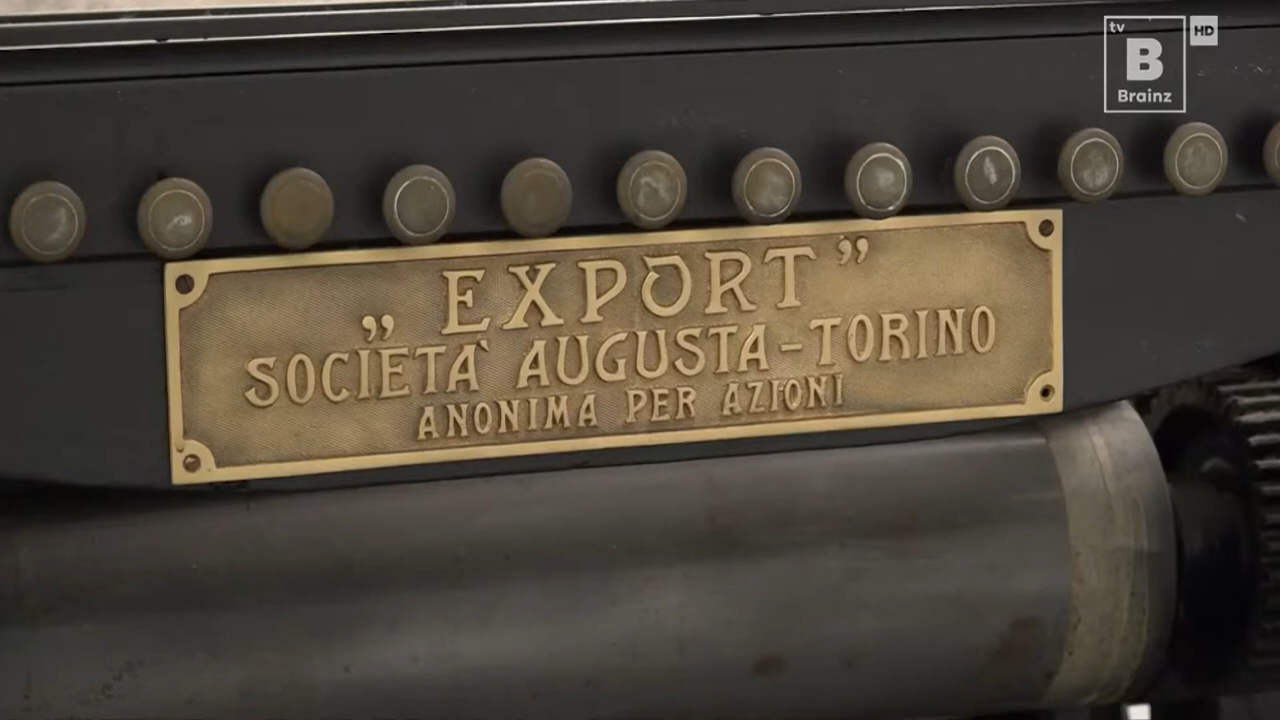 tv
HD
B
Brainz
„ EXPORT ”
SOCIETA` AUGUSTA-TORINO
ANONIMA PER AZIONI